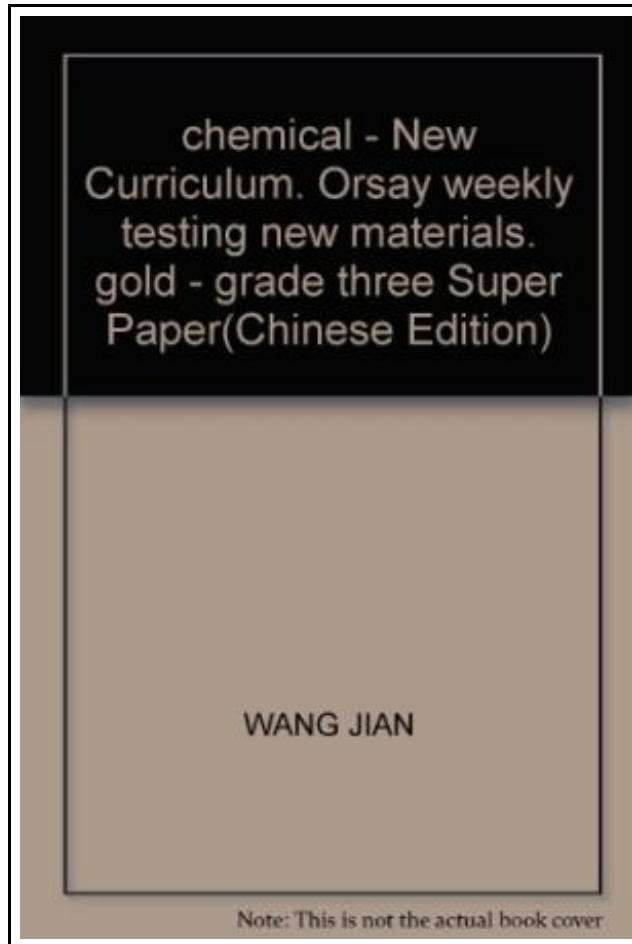 chemical - New
Curriculum. Orsay weekly
testing new materials.
gold - grade three Super
Paper(Chinese Edition)
WANG JIAN
Note: This is not the actual book cover